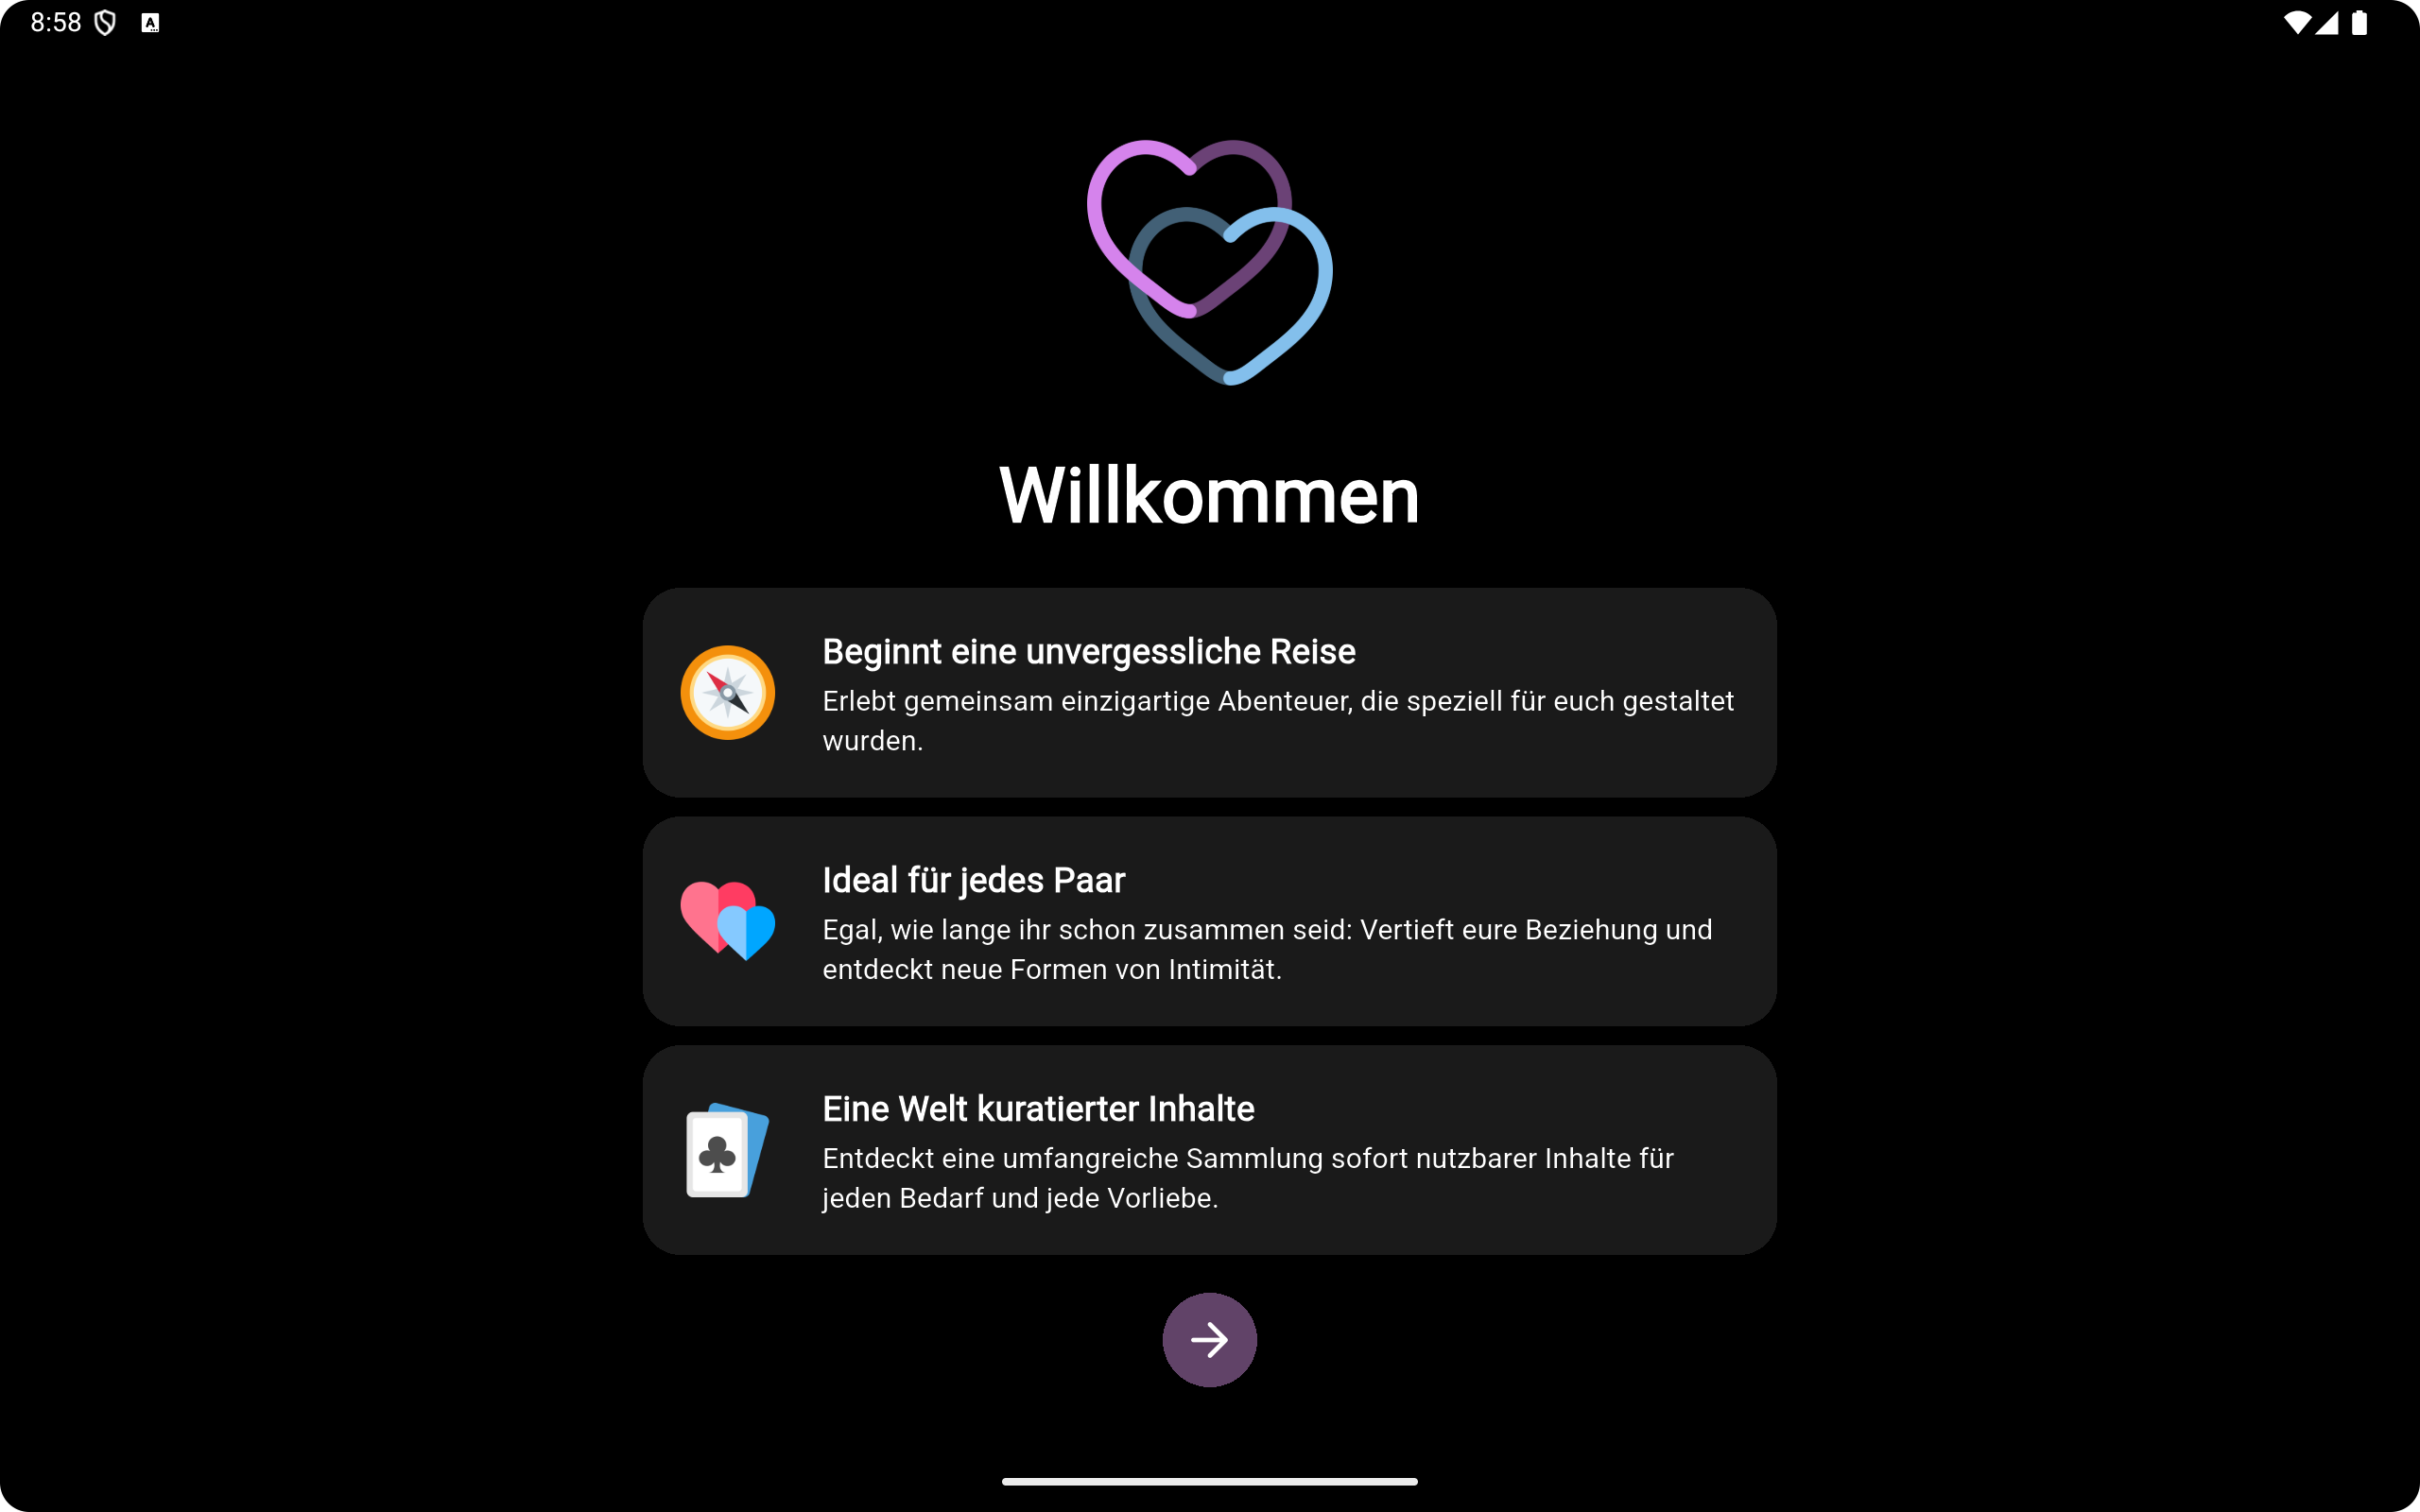 8:58
Willkommen
Beginnt eine unvergessliche Reise
Erlebt gemeinsam einzigartige Abenteuer, die speziell für euch gestaltet
wurden.
Ideal für jedes Paar
Egal, wie lange ihr schon zusammen seid: Vertieft eure Beziehung und
entdeckt neue Formen von Intimität.
Eine Welt kuratierter Inhalte
Entdeckt eine umfangreiche Sammlung sofort nutzbarer Inhalte für
jeden Bedarf und jede Vorliebe.